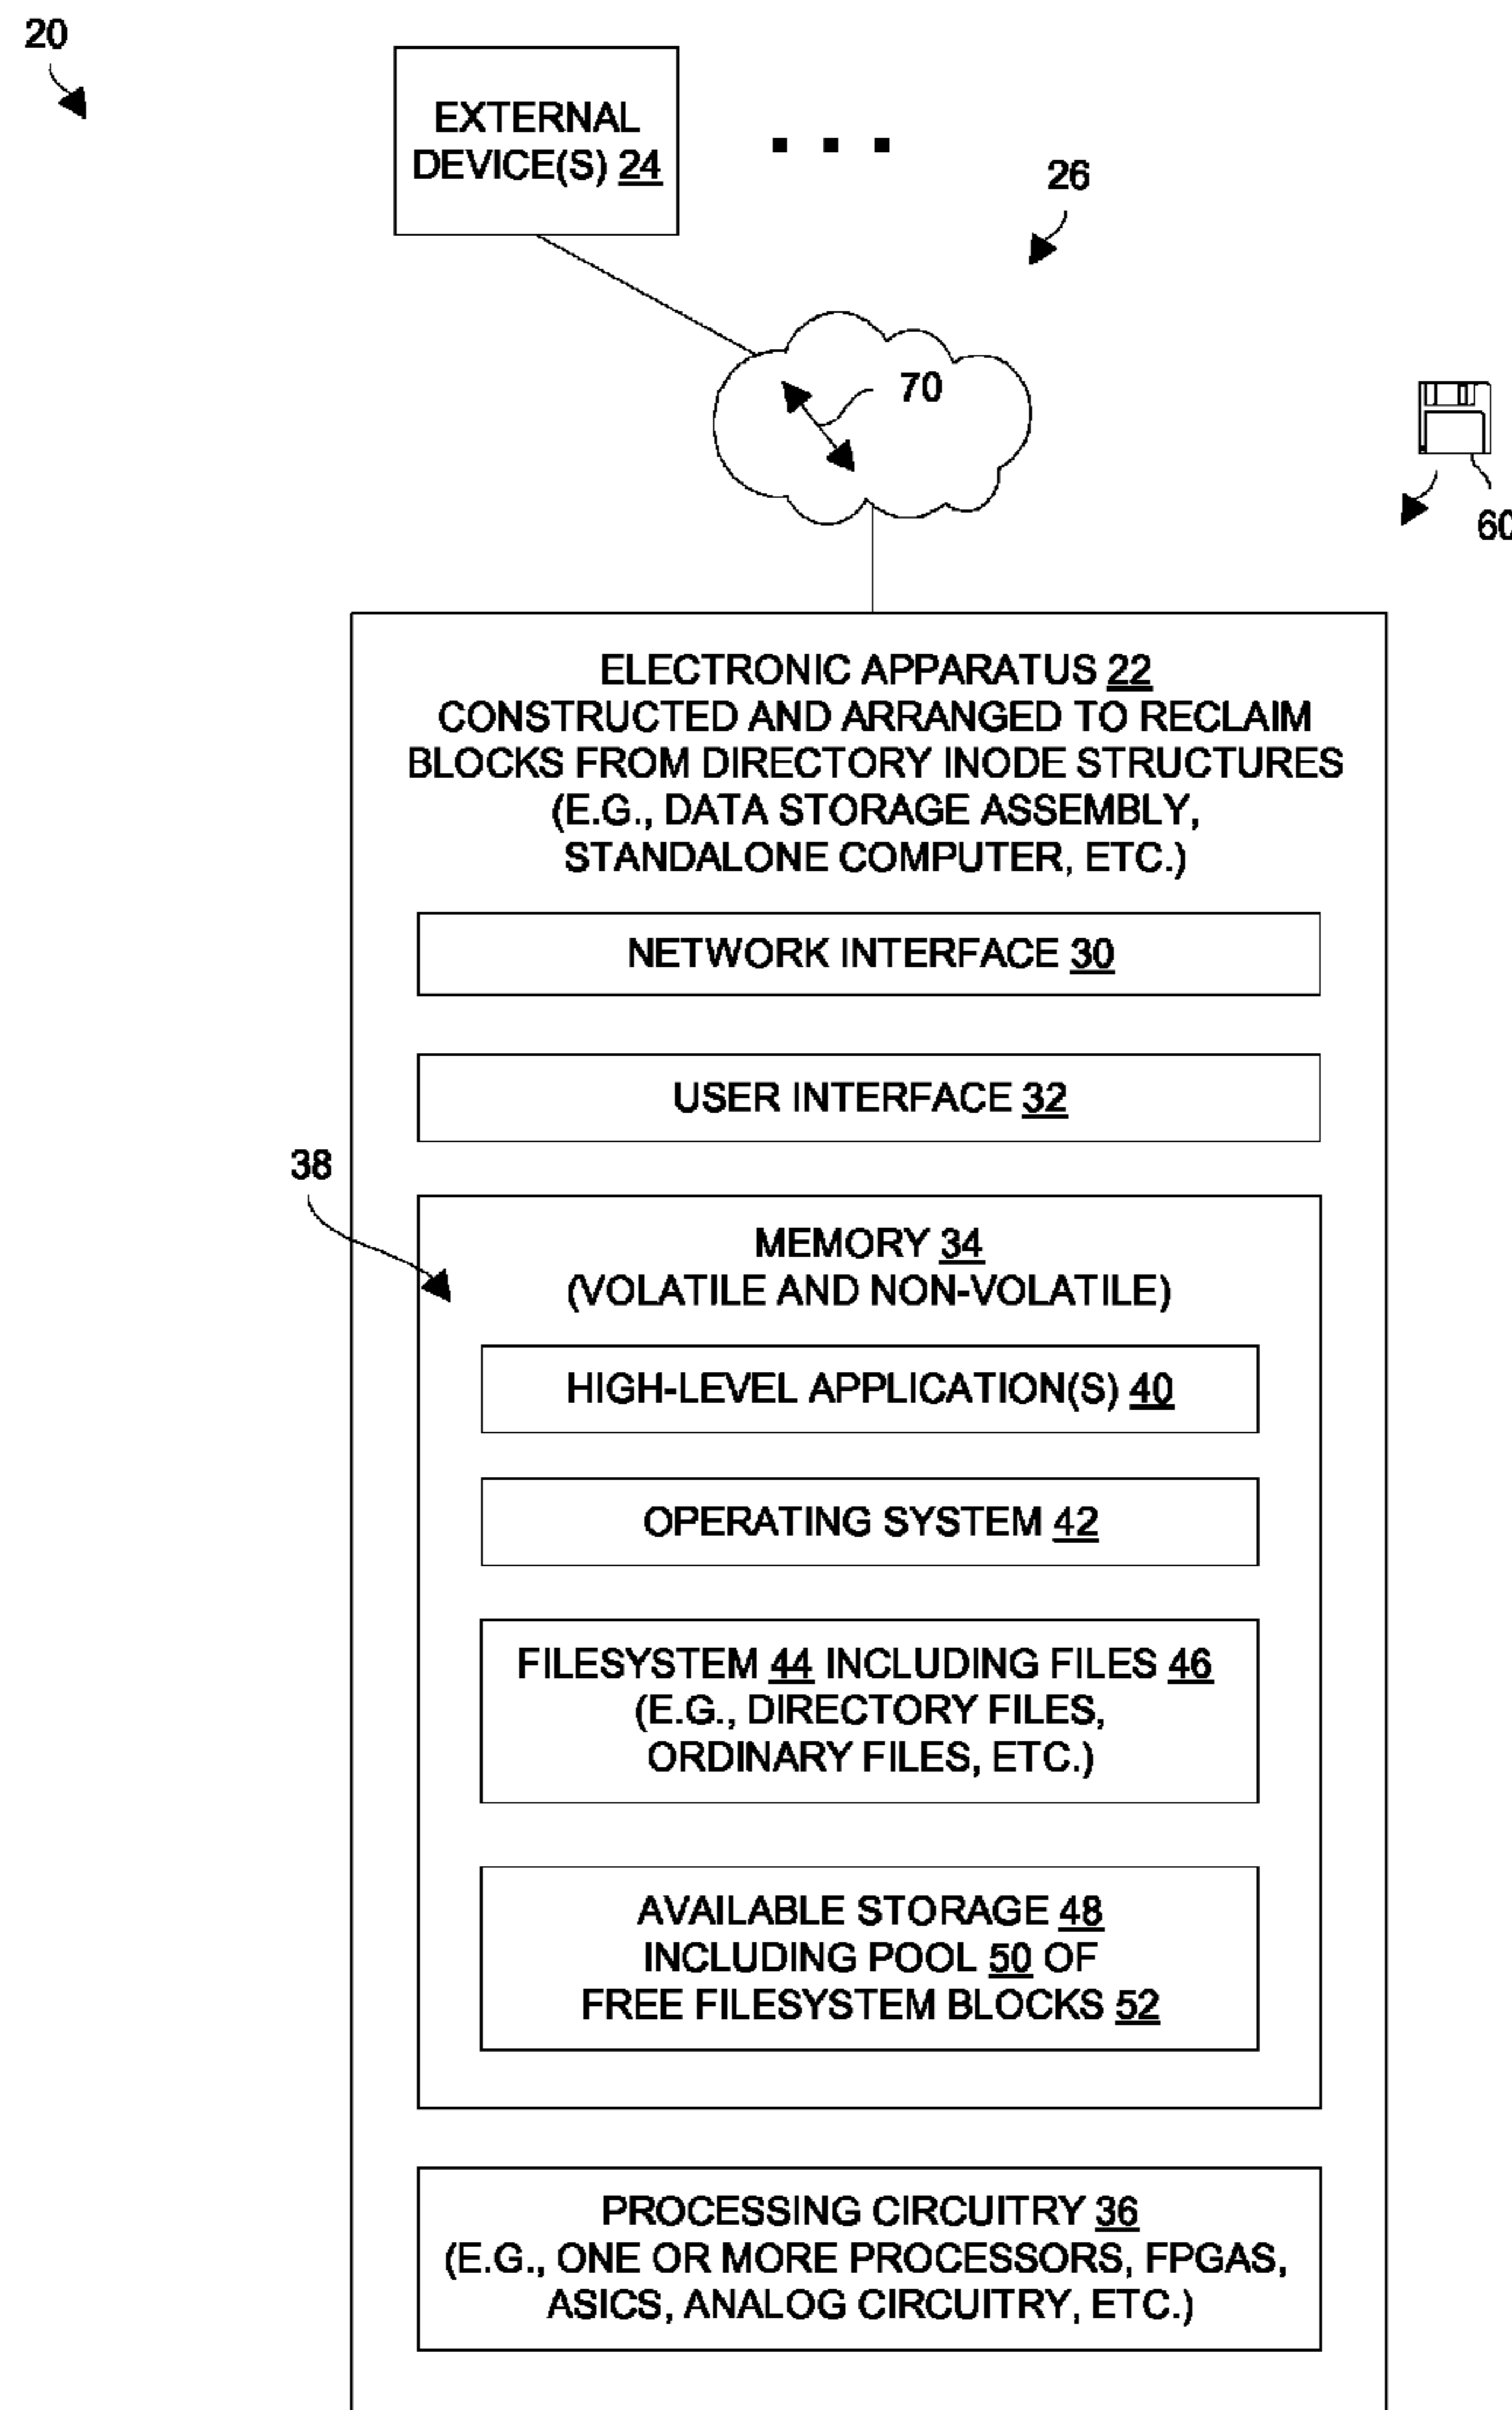 20
EXTERNAL
DEVICE(S) 24
26
70
60
ELECTRONIC APPARATUS 22
CONSTRUCTED AND ARRANGED TO RECLAIM
BLOCKS FROM DIRECTORY INODE STRUCTURES
(E.G., DATA STORAGE ASSEMBLY,
STANDALONE COMPUTER, ETC.)
NETWORK INTERFACE 30
USER INTERFACE 32
38
MEMORY 34
(VOLATILE AND NON-VOLATILE)
HIGH-LEVEL APPLICATION(S) 40
OPERATING SYSTEM 42
FILESYSTEM 44 INCLUDING FILES 46
(E.G., DIRECTORY FILES,
ORDINARY FILES, ETC.)
AVAILABLE STORAGE 48
INCLUDING POOL 50 OF
FREE FILESYSTEM BLOCKS 52
PROCESSING CIRCUITRY 36
(E.G., ONE OR MORE PROCESSORS, FPGAS,
ASICS, ANALOG CIRCUITRY, ETC.)